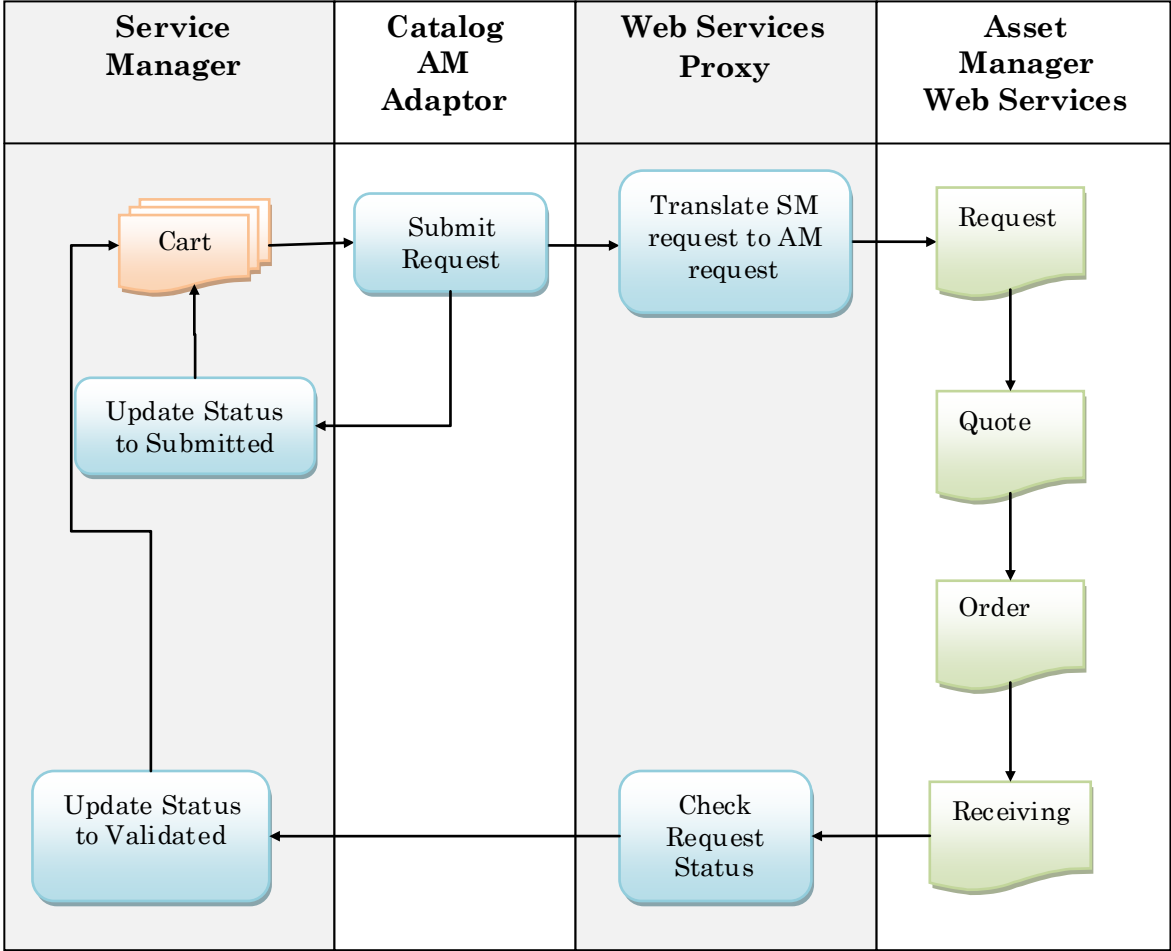 Service
Manager
Catalog
AM
Adaptor
Web Services
Proxy
Asset
Manager
Web Services
Cart
Submit
Request
Translate SM
request to AM
request
Request
Update Status
to Submitted
Quote
Order
Update Status
to Validated
Check
Request
Status
Receiving